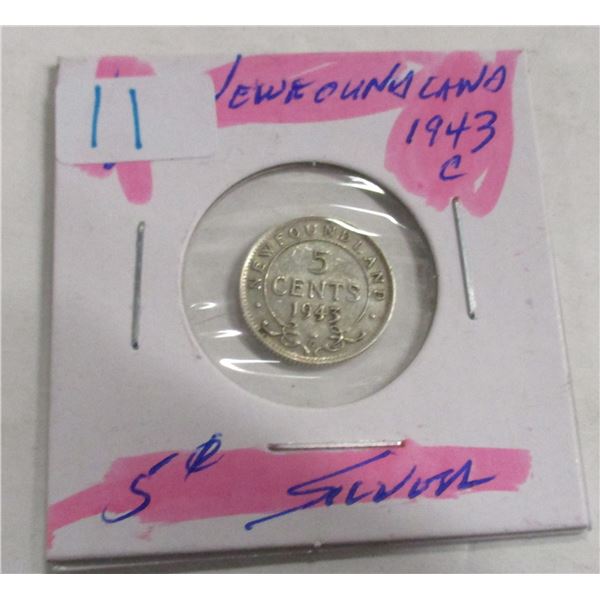 11
NEWFOUNDLAND
1943
C
NEWFOUNDLAND
5
CENTS
1943
C
5¢ SILVER